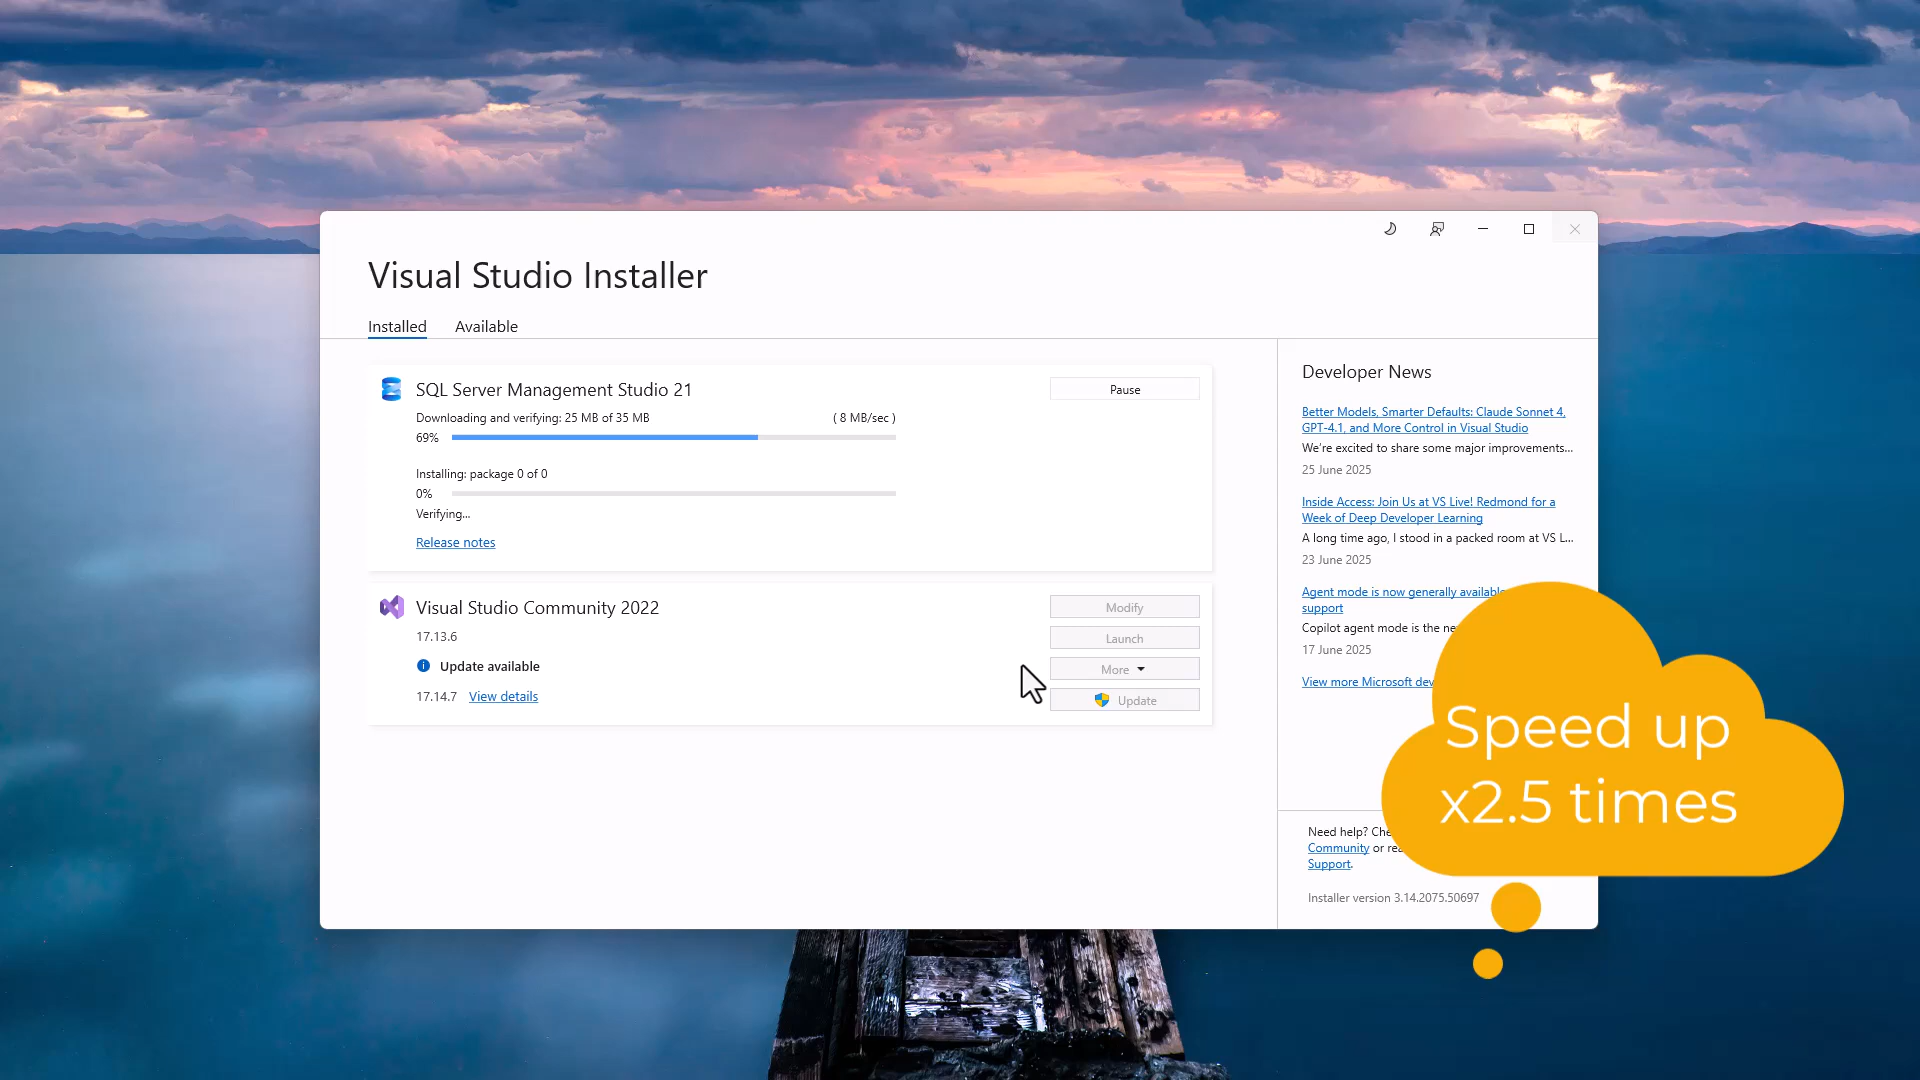 Visual Studio Installer
Installed Available
SQL Server Management Studio 21
Pause
Downloading and verifying: 25 MB of 35 MB ( 8 MB/sec )
69%
Installing: package 0 of 0
0%
Verifying...
Release notes
Visual Studio Community 2022
Modify
17.13.6
Launch
Update available
More
17.14.7 View details
Update
Developer News
Better Models, Smarter Defaults: Claude Sonnet 4,
GPT-4.1, and More Control in Visual Studio
We're excited to share some major improvements...
25 June 2025
Inside Access: Join Us at VS Live! Redmond for a
Week of Deep Developer Learning
A long time ago, I stood in a packed room at VS L...
23 June 2025
Agent mode is now generally available
support
Copilot agent mode is the
17 June 2025
View more Microsoft
Need help?
Community or
Support.
Installer version 3.14.2075.50697
Speed up
x2.5 times